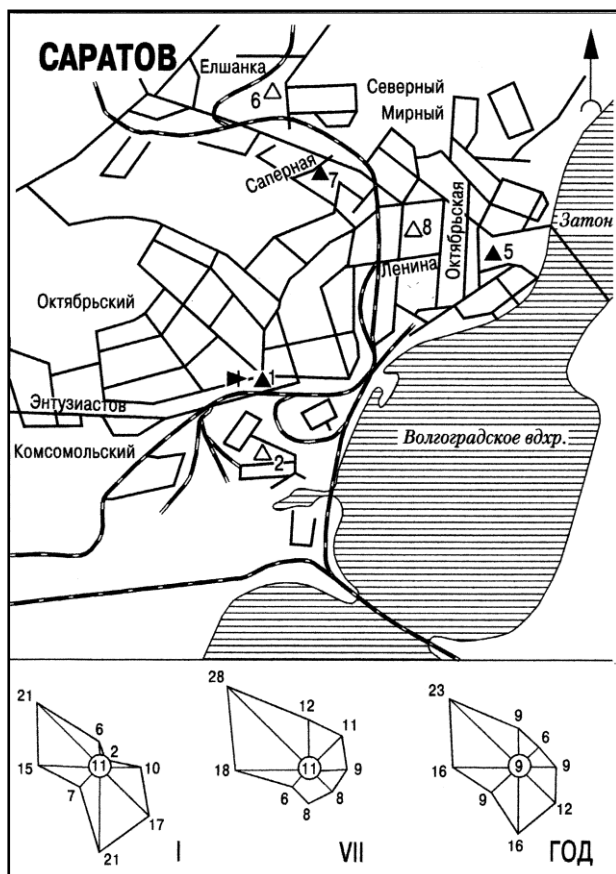 САРАТОВ
Елшанка
6
Северный
Мирный
Саперная
7
Октябрьская
8
Затон
5
Ленина
Октябрьский
1
Энтузиастов
Волгоградское вдхр.
Комсомольский
2
21
6
2
15
11
10
7
17
21
I
28
12
11
18
11
9
6
8
8
VII
23
9
6
16
9
9
9
12
16
ГОД